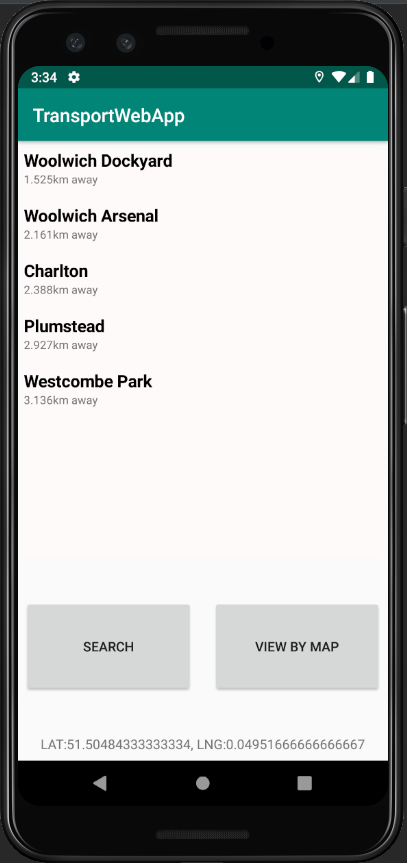 3:34
TransportWebApp
Woolwich Dockyard
1.525km away
Woolwich Arsenal
2.161km away
Charlton
2.388km away
Plumstead
2.927km away
Westcombe Park
3.136km away
SEARCH
VIEW BY MAP
LAT:51.50484333333334, LNG:0.04951666666666667